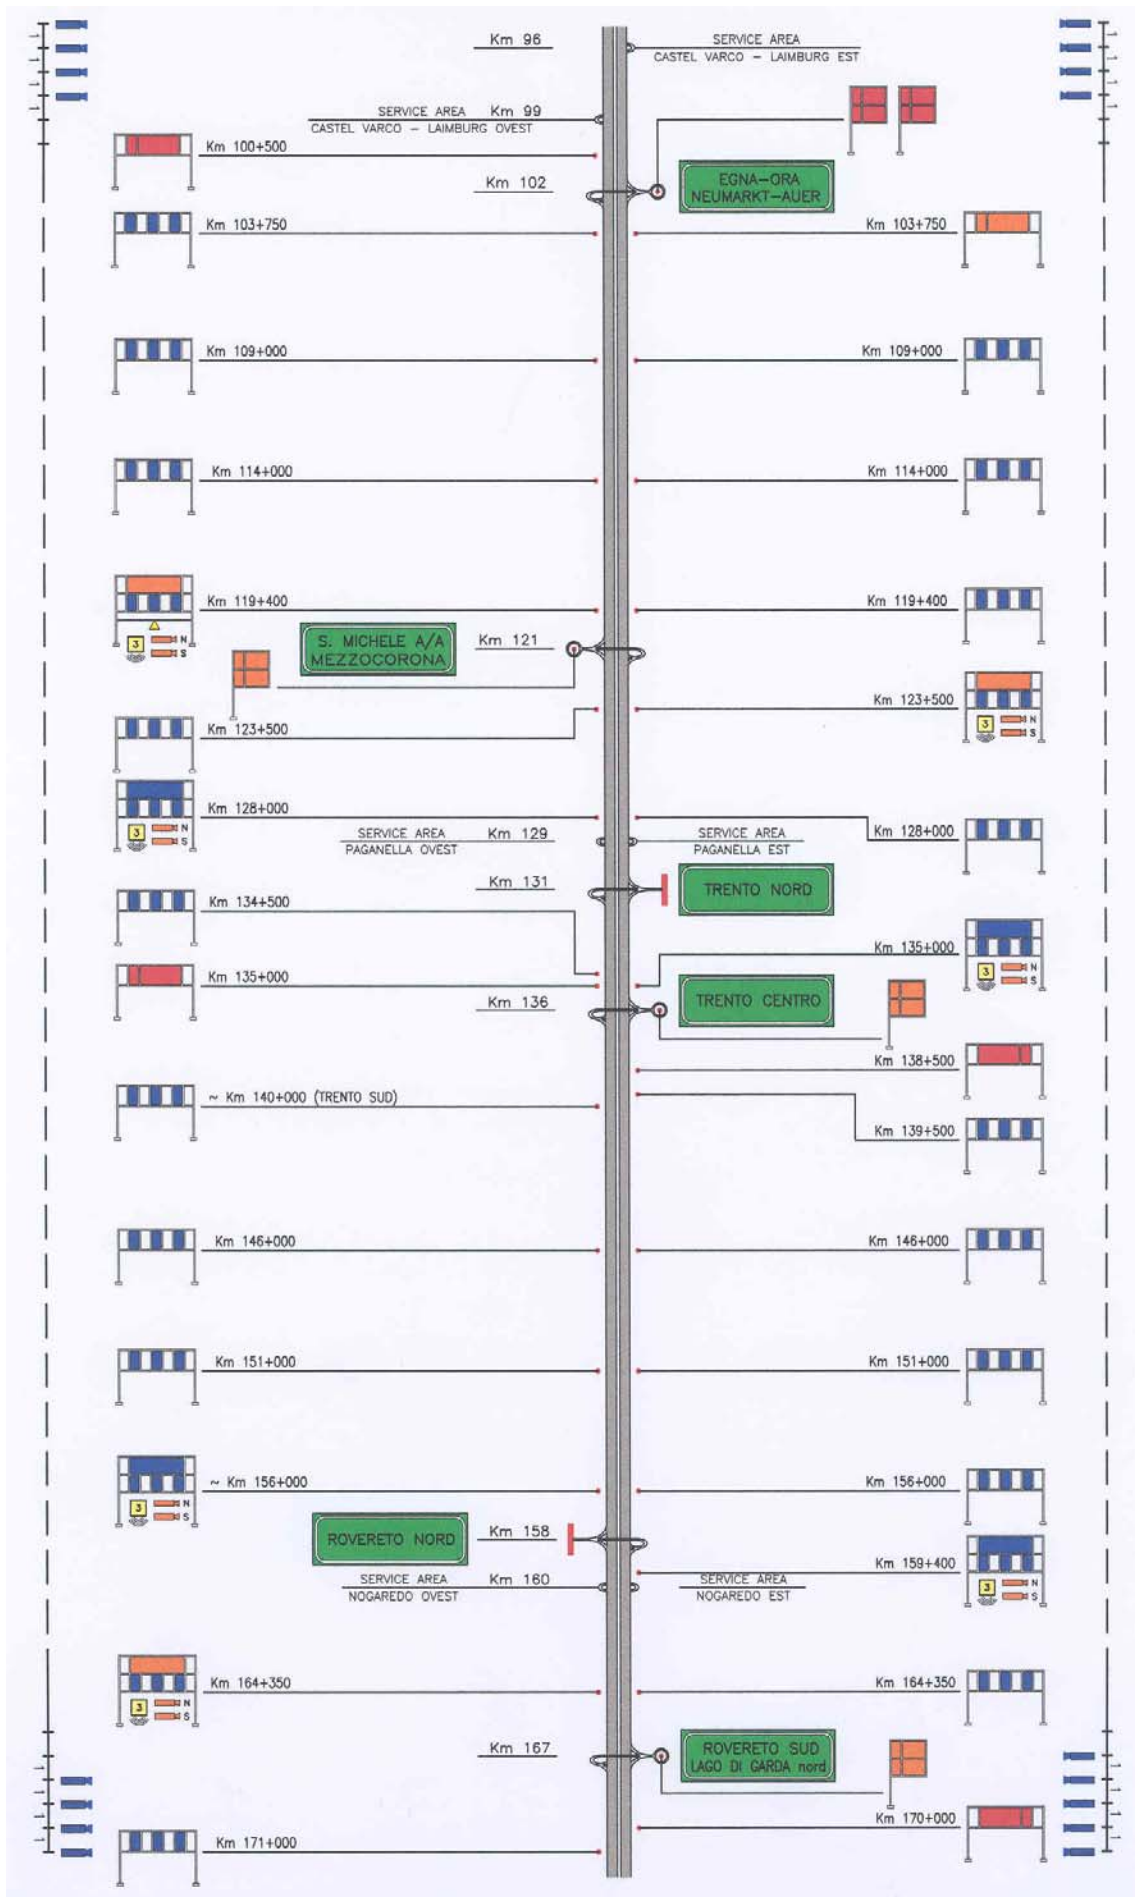 Km 96
SERVICE AREA
CASTEL VARCO – LAIMBURG EST
SERVICE AREA
Km 99
CASTEL VARCO – LAIMBURG OVEST
Km 100+500
Km 102
EGNA–ORA
NEUMARKT–AUER
Km 103+750
Km 103+750
Km 109+000
Km 109+000
Km 114+000
Km 114+000
Km 119+400
Km 119+400
3
N
S
S. MICHELE A/A
MEZZOCORONA
Km 121
Km 123+500
3
N
S
Km 123+500
Km 128+000
3
N
S
Km 128+000
SERVICE AREA
PAGANELLA OVEST
Km 129
SERVICE AREA
PAGANELLA EST
Km 131
TRENTO NORD
Km 134+500
Km 135+000
3
N
S
Km 135+000
Km 136
TRENTO CENTRO
Km 138+500
~ Km 140+000 (TRENTO SUD)
Km 139+500
Km 146+000
Km 146+000
Km 151+000
Km 151+000
~ Km 156+000
3
N
S
Km 156+000
ROVERETO NORD
Km 158
Km 159+400
3
N
S
SERVICE AREA
NOGAREDO OVEST
Km 160
SERVICE AREA
NOGAREDO EST
Km 164+350
3
N
S
Km 164+350
Km 167
ROVERETO SUD
LAGO DI GARDA nord
Km 170+000
Km 171+000